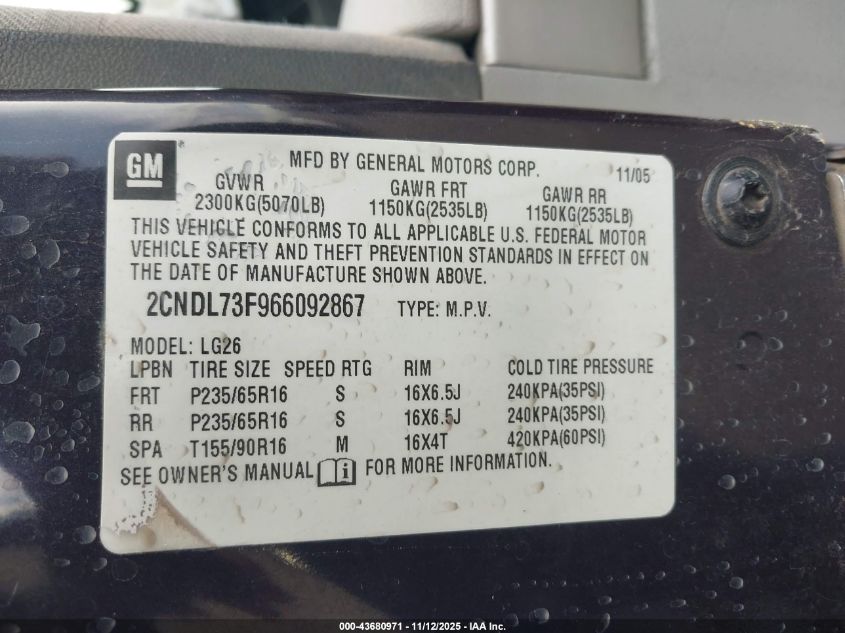 GM
MFD BY GENERAL MOTORS CORP. 11/05
GVWR GAWR FRT GAWR RR
2300KG(5070LB) 1150KG(2535LB) 1150KG(2535LB)
THIS VEHICLE CONFORMS TO ALL APPLICABLE U.S. FEDERAL MOTOR
VEHICLE SAFETY AND THEFT PREVENTION STANDARDS IN EFFECT ON
THE DATE OF MANUFACTURE SHOWN ABOVE.
2CNDL73F966092867 TYPE: M.P.V.
MODEL: LG26
LPBN TIRE SIZE SPEED RTG RIM COLD TIRE PRESSURE
FRT P235/65R16 S 16X6.5J 240KPA(35PSI)
RR P235/65R16 S 16X6.5J 240KPA(35PSI)
SPA T155/90R16 M 16X4T 420KPA(60PSI)
SEE OWNER'S MANUAL i FOR MORE INFORMATION.
000-43680971 - 11/12/2025 - IAA Inc.